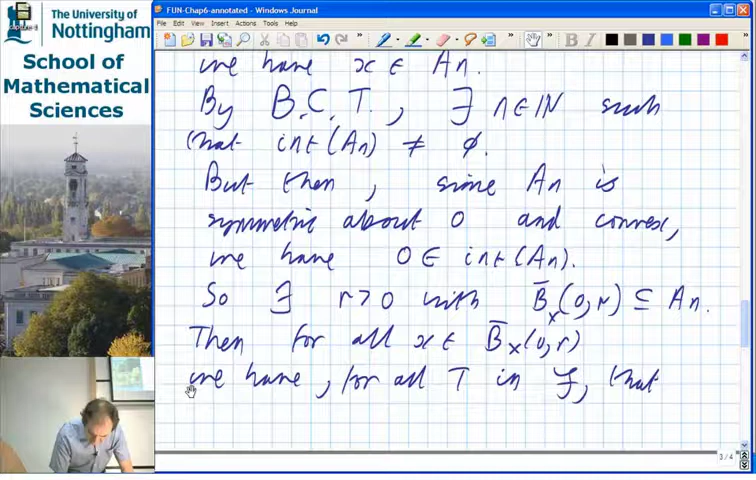 The University of
Nottingham
School of
Mathematical
Sciences
FUN-Chap6-annotated - Windows Journal
File Edit View Insert Actions Tools Help
B I
we have x ∈ An.
By B.C.T., ∃ n∈ℕ such
that int(An) ≠ ∅.
But then, since An is
symmetric about 0 and convex,
we have 0 ∈ int(An).
So ∃ r>0 with B̄x(0,r) ⊆ An.
Then for all x ∈ B̄x(0,r)
we have, for all T in ℱ, that
3/4